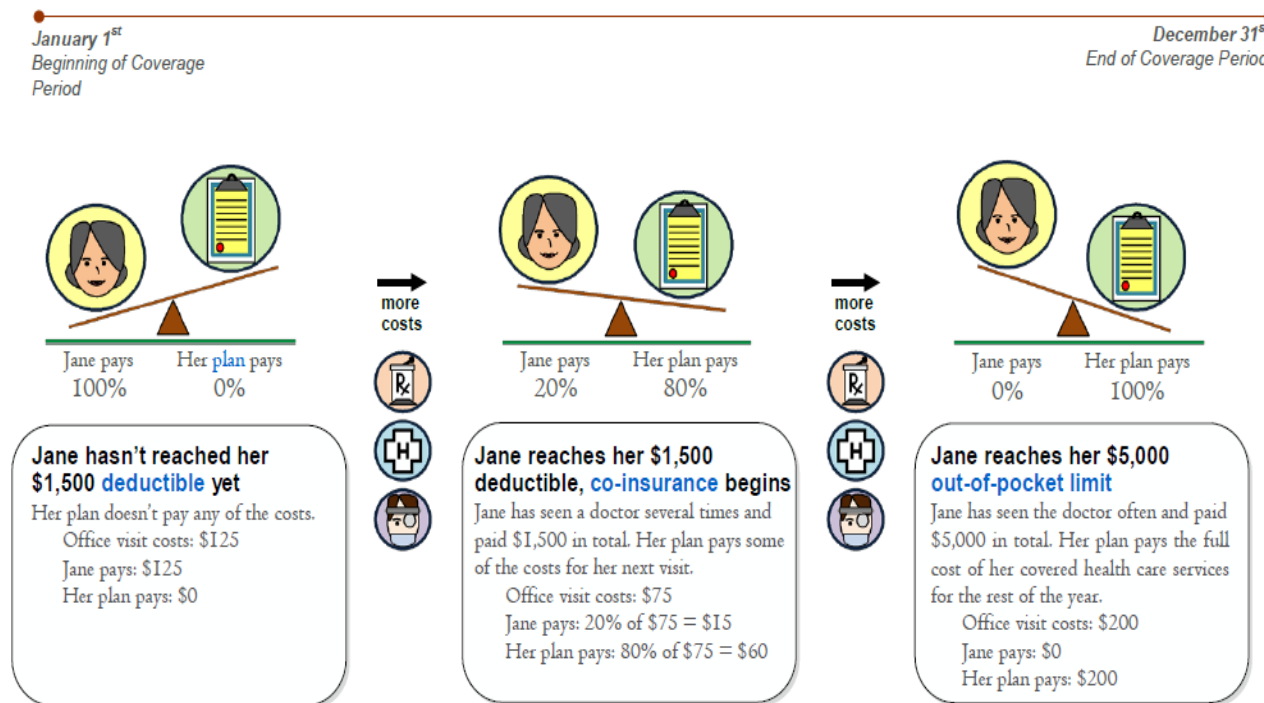 January 1st
Beginning of Coverage
Period
December 31s
End of Coverage Period
Jane pays
100%
Her plan pays
0%
more
costs
Rx
H
Jane pays
20%
Her plan pays
80%
more
costs
Rx
H
Jane pays
0%
Her plan pays
100%
Jane hasn't reached her
$1,500 deductible yet
Her plan doesn't pay any of the costs.
Office visit costs: $125
Jane pays: $125
Her plan pays: $0
Jane reaches her $1,500
deductible, co-insurance begins
Jane has seen a doctor several times and
paid $1,500 in total. Her plan pays some
of the costs for her next visit.
Office visit costs: $75
Jane pays: 20% of $75 = $15
Her plan pays: 80% of $75 = $60
Jane reaches her $5,000
out-of-pocket limit
Jane has seen the doctor often and paid
$5,000 in total. Her plan pays the full
cost of her covered health care services
for the rest of the year.
Office visit costs: $200
Jane pays: $0
Her plan pays: $200